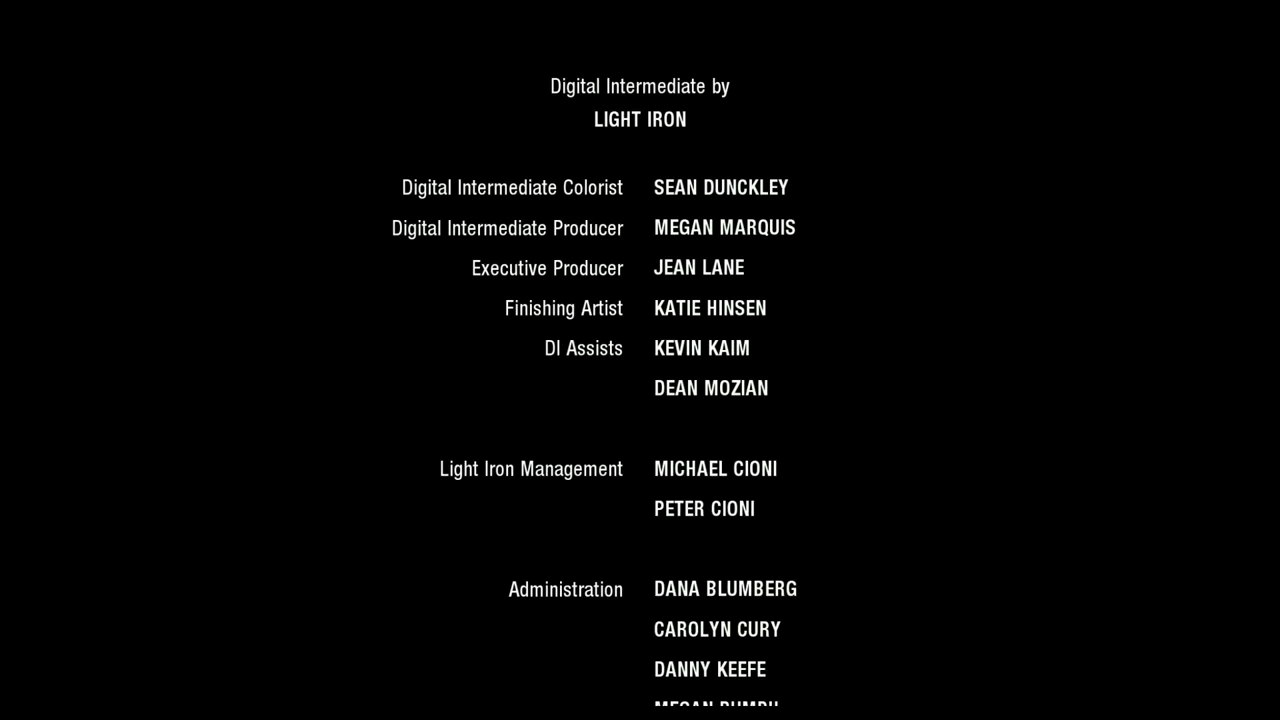 Digital Intermediate by
LIGHT IRON
Digital Intermediate Colorist SEAN DUNCKLEY
Digital Intermediate Producer MEGAN MARQUIS
Executive Producer JEAN LANE
Finishing Artist KATIE HINSEN
DI Assists KEVIN KAIM
DEAN MOZIAN
Light Iron Management MICHAEL CIONI
PETER CIONI
Administration DANA BLUMBERG
CAROLYN CURY
DANNY KEEFE
MEGAN